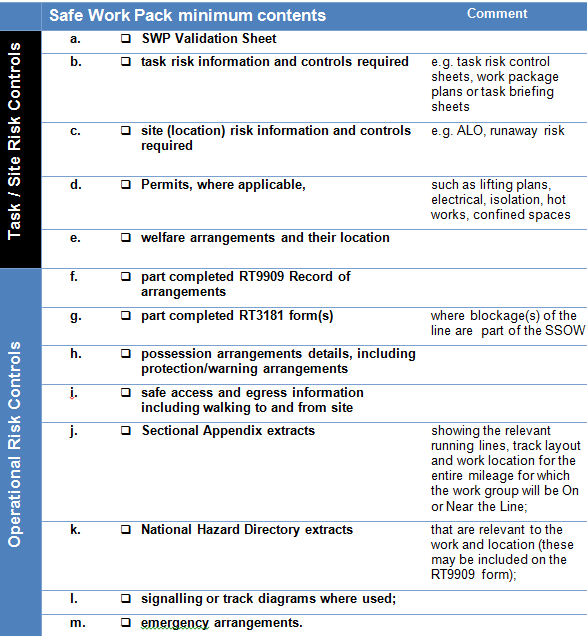 Safe Work Pack minimum contents Comment
Task / Site Risk Controls
a. ☐ SWP Validation Sheet
b. ☐ task risk information and controls required e.g. task risk control
sheets, work package
plans or task briefing
sheets
c. ☐ site (location) risk information and controls e.g. ALO, runaway risk
required
d. ☐ Permits, where applicable, such as lifting plans,
electrical, isolation, hot
works, confined spaces
e. ☐ welfare arrangements and their location
Operational Risk Controls
f. ☐ part completed RT9909 Record of
arrangements
g. ☐ part completed RT3181 form(s) where blockage(s) of the
line are part of the SSOW
h. ☐ possession arrangements details, including
protection/warning arrangements
i. ☐ safe access and egress information
including walking to and from site
j. ☐ Sectional Appendix extracts showing the relevant
running lines, track layout
and work location for the
entire mileage for which
the work group will be On
or Near the Line;
k. ☐ National Hazard Directory extracts that are relevant to the
work and location (these
may be included on the
RT9909 form);
l. ☐ signalling or track diagrams where used;
m. ☐ emergency arrangements.